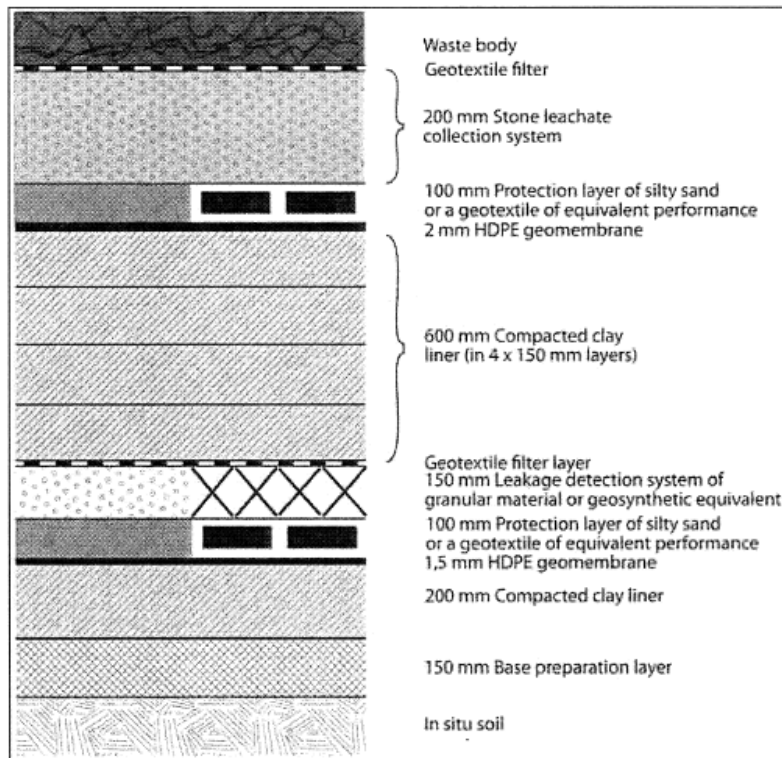 Waste body
Geotextile filter
200 mm Stone leachate
collection system
100 mm Protection layer of silty sand
or a geotextile of equivalent performance
2 mm HDPE geomembrane
600 mm Compacted clay
liner (in 4 x 150 mm layers)
Geotextile filter layer
150 mm Leakage detection system of
granular material or geosynthetic equivalent
100 mm Protection layer of silty sand
or a geotextile of equivalent performance
1,5 mm HDPE geomembrane
200 mm Compacted clay liner
150 mm Base preparation layer
In situ soil